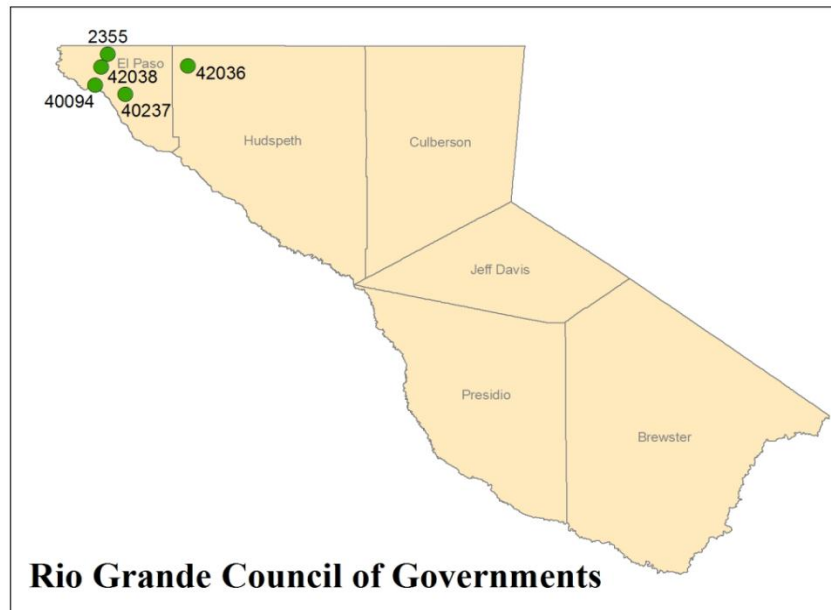 2355
El Paso
42038
42036
40094
40237
Hudspeth
Culberson
Jeff Davis
Presidio
Brewster
Rio Grande Council of Governments